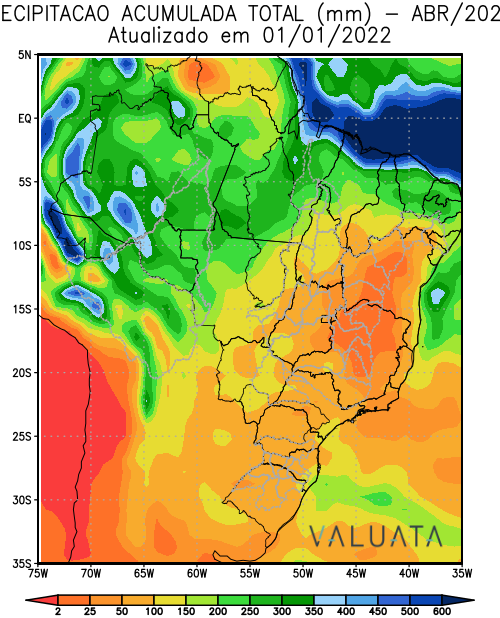 ECIPITACAO ACUMULADA TOTAL (mm) – ABR/202
Atualizado em 01/01/2022
5N
EQ
5S
10S
15S
20S
25S
30S
35S
75W 70W 65W 60W 55W 50W 45W 40W 35W
VALUATA
2 25 50 100 150 200 250 300 350 400 450 500 600